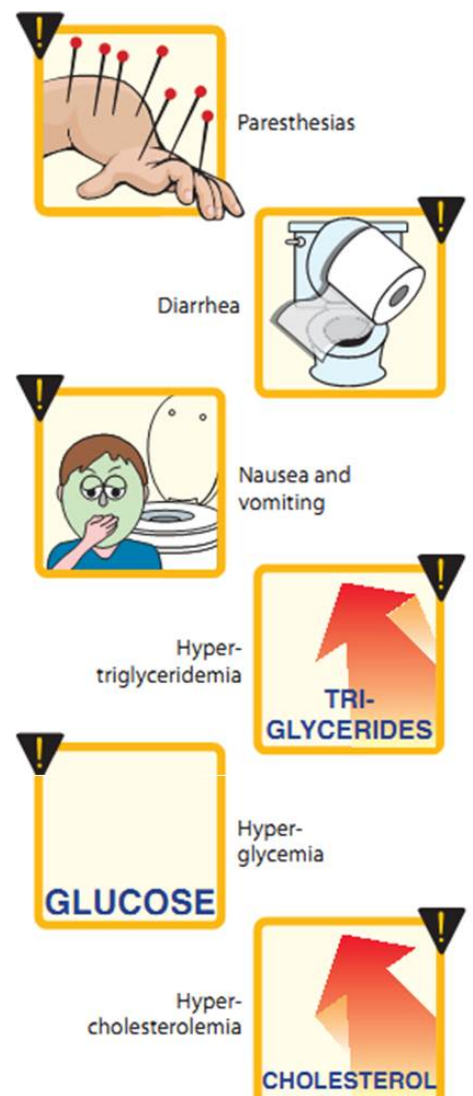 Paresthesias
Diarrhea
Nausea and
vomiting
Hyper-
triglyceridemia
TRI-
GLYCERIDES
Hyper-
glycemia
GLUCOSE
Hyper-
cholesterolemia
CHOLESTEROL